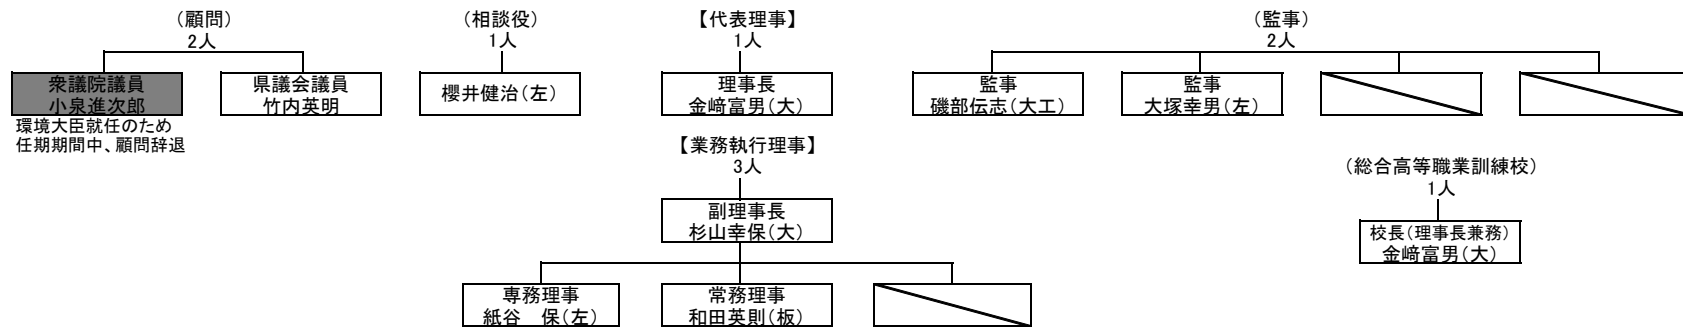 (顧問)
2人
衆議院議員
小泉進次郎
環境大臣就任のため
任期期間中、顧問辞退
県議会議員
竹内英明
(相談役)
1人
櫻井健治(左)
【代表理事】
1人
理事長
金﨑富男(大)
(監事)
2人
監事
磯部伝志(大工)
監事
大塚幸男(左)
【業務執行理事】
3人
副理事長
杉山幸保(大)
専務理事
紙谷 保(左)
常務理事
和田英則(板)
(総合高等職業訓練校)
1人
校長(理事長兼務)
金﨑富男(大)